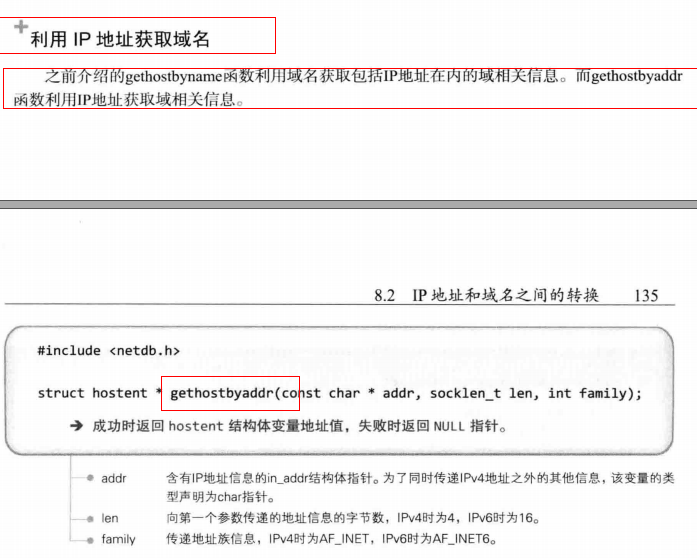 利用 IP 地址获取域名
之前介绍的gethostbyname函数利用域名获取包括IP地址在内的域相关信息。而gethostbyaddr
函数利用IP地址获取域相关信息。
8.2 IP 地址和域名之间的转换 135
#include <netdb.h>
struct hostent * gethostbyaddr(const char * addr, socklen_t len, int family);
➔ 成功时返回 hostent 结构体变量地址值，失败时返回 NULL 指针。
addr 含有IP地址信息的in_addr结构体指针。为了同时传递IPv4地址之外的其他信息，该变量的类
型声明为char指针。
len 向第一个参数传递的地址信息的字节数，IPv4时为4，IPv6时为16。
family 传递地址族信息，IPv4时为AF_INET，IPv6时为AF_INET6。